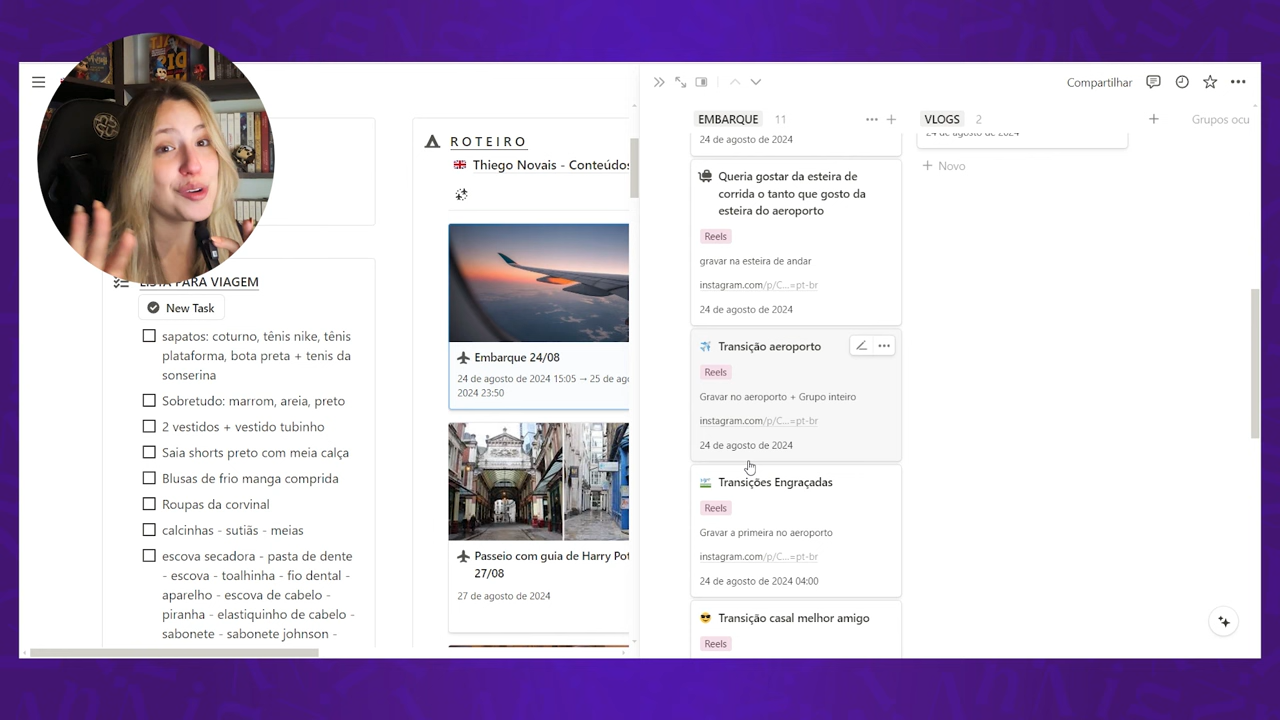 LISTA PARA VIAGEM
New Task
sapatos: coturno, tênis nike, tênis
plataforma, bota preta + tenis da
sonserina
Sobretudo: marrom, areia, preto
2 vestidos + vestido tubinho
Saia shorts preto com meia calça
Blusas de frio manga comprida
Roupas da corvinal
calcinhas - sutiãs - meias
escova secadora - pasta de dente
- escova - toalhinha - fio dental -
aparelho - escova de cabelo -
piranha - elastiquinho de cabelo -
sabonete - sabonete johnson -
ROTEIRO
Thiego Novais - Conteúdos
Embarque 24/08
24 de agosto de 2024 15:05 → 25 de ago
2024 23:50
Passeio com guia de Harry Pot
27/08
27 de agosto de 2024
Compartilhar
EMBARQUE 11
24 de agosto de 2024
Queria gostar da esteira de
corrida o tanto que gosto da
esteira do aeroporto
Reels
gravar na esteira de andar
instagram.com/p/C...=pt-br
24 de agosto de 2024
Transição aeroporto
Reels
Gravar no aeroporto + Grupo inteiro
instagram.com/p/C...=pt-br
24 de agosto de 2024
Transições Engraçadas
Reels
Gravar a primeira no aeroporto
instagram.com/p/C...=pt-br
24 de agosto de 2024 04:00
Transição casal melhor amigo
Reels
VLOGS 2
24 de agosto de 2024
+ Novo
Grupos ocu